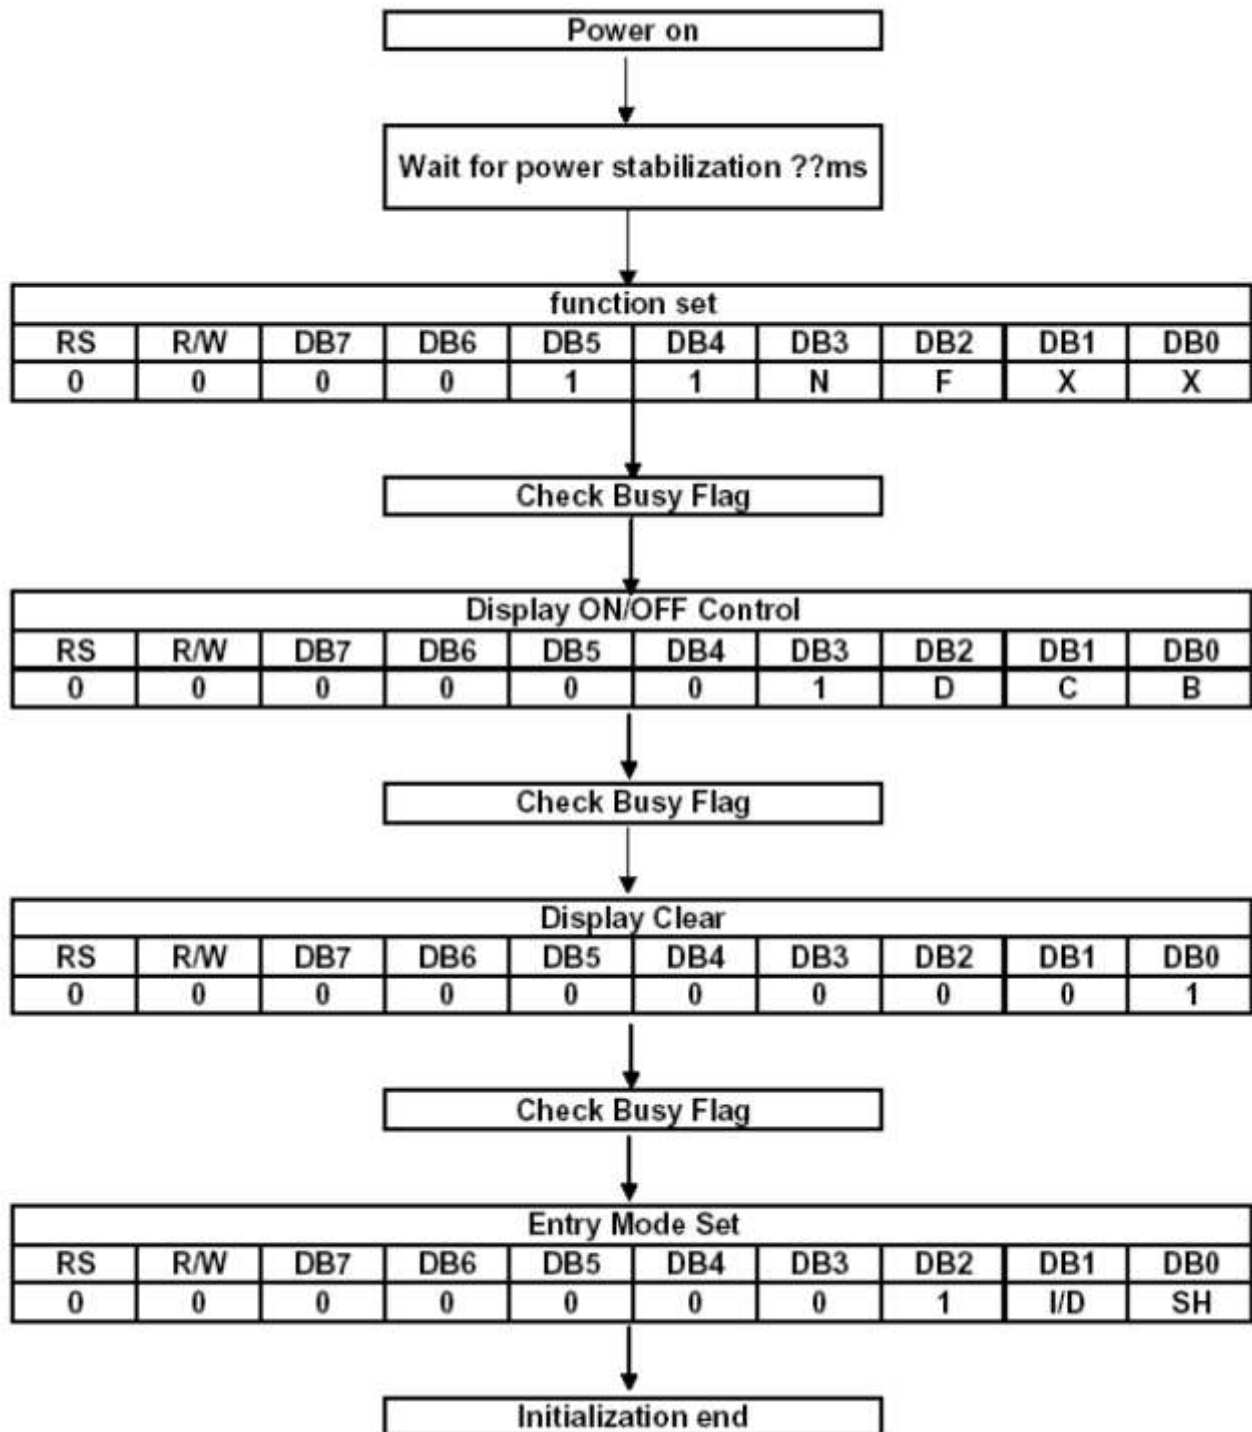 Power on
Wait for power stabilization ??ms
function set
RS R/W DB7 DB6 DB5 DB4 DB3 DB2 DB1 DB0
0 0 0 0 1 1 N F X X
Check Busy Flag
Display ON/OFF Control
RS R/W DB7 DB6 DB5 DB4 DB3 DB2 DB1 DB0
0 0 0 0 0 0 1 D C B
Check Busy Flag
Display Clear
RS R/W DB7 DB6 DB5 DB4 DB3 DB2 DB1 DB0
0 0 0 0 0 0 0 0 0 1
Check Busy Flag
Entry Mode Set
RS R/W DB7 DB6 DB5 DB4 DB3 DB2 DB1 DB0
0 0 0 0 0 0 0 1 I/D SH
Initialization end